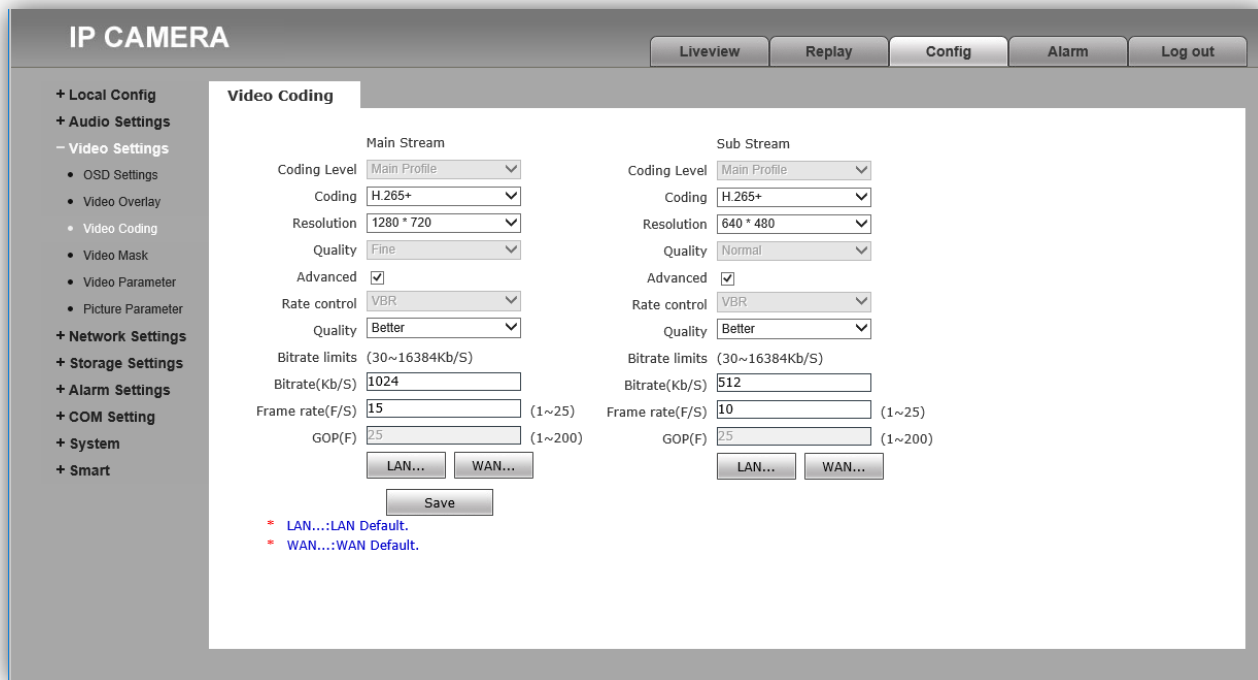 IP CAMERA
Liveview Replay Config Alarm Log out
+ Local Config
+ Audio Settings
− Video Settings
• OSD Settings
• Video Overlay
• Video Coding
• Video Mask
• Video Parameter
• Picture Parameter
+ Network Settings
+ Storage Settings
+ Alarm Settings
+ COM Setting
+ System
+ Smart
Video Coding
Main Stream
Coding Level Main Profile
Coding H.265+
Resolution 1280 * 720
Quality Fine
Advanced
Rate control VBR
Quality Better
Bitrate limits (30~16384Kb/S)
Bitrate(Kb/S) 1024
Frame rate(F/S) 15 (1~25)
GOP(F) 25 (1~200)
LAN... WAN...
Sub Stream
Coding Level Main Profile
Coding H.265+
Resolution 640 * 480
Quality Normal
Advanced
Rate control VBR
Quality Better
Bitrate limits (30~16384Kb/S)
Bitrate(Kb/S) 512
Frame rate(F/S) 10 (1~25)
GOP(F) 25 (1~200)
LAN... WAN...
Save
* LAN...:LAN Default.
* WAN...:WAN Default.